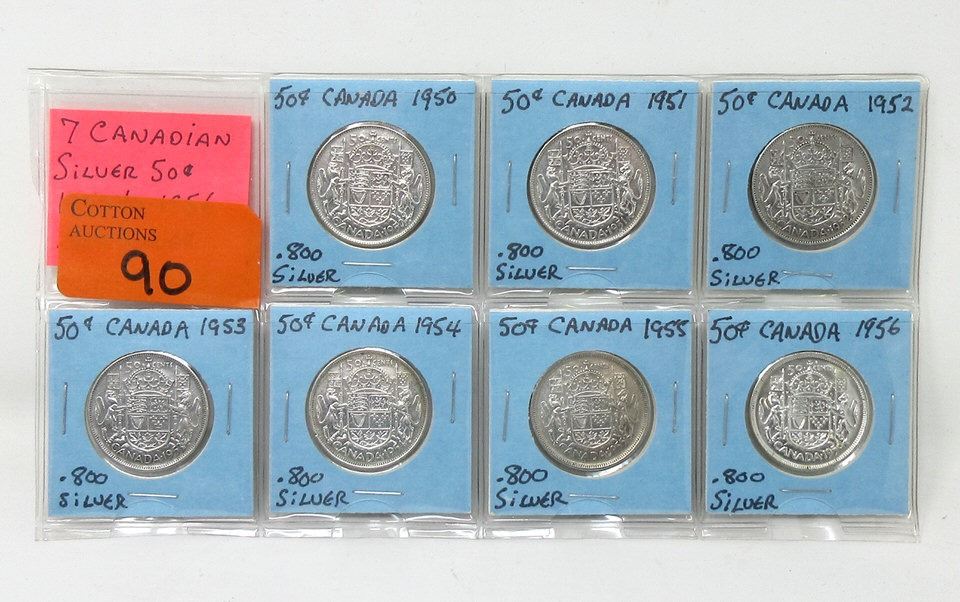 7 CANADIAN
SILVER 50¢
COTTON
AUCTIONS
90
50¢ CANADA 1950
.800
SILVER
50¢ CANADA 1951
.800
SILVER
50¢ CANADA 1952
.800
SILVER
50¢ CANADA 1953
.800
SILVER
50¢ CANADA 1954
.800
SILVER
50¢ CANADA 1955
.800
SILVER
50¢ CANADA 1956
.800
SILVER